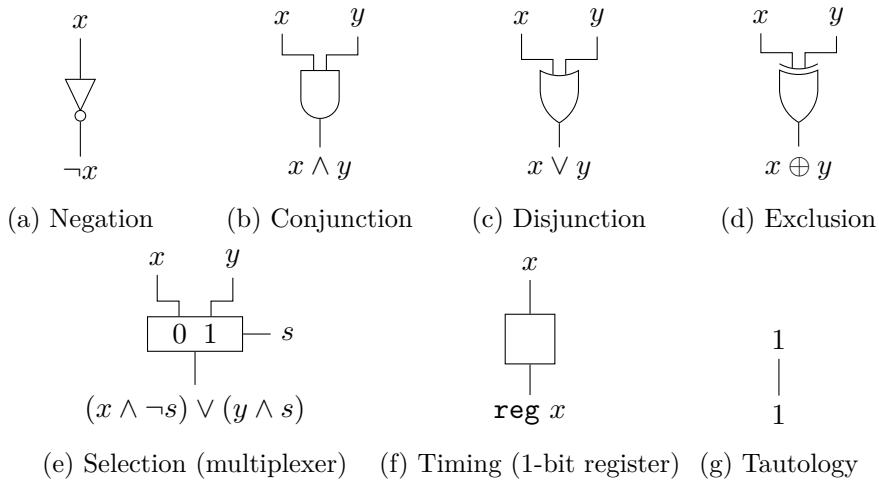 x x y x y x y
¬x x ∧ y x ∨ y x ⊕ y
(a) Negation (b) Conjunction (c) Disjunction (d) Exclusion
x y x
0 1 s 1
(x ∧ ¬s) ∨ (y ∧ s) reg x 1
(e) Selection (multiplexer) (f) Timing (1-bit register) (g) Tautology